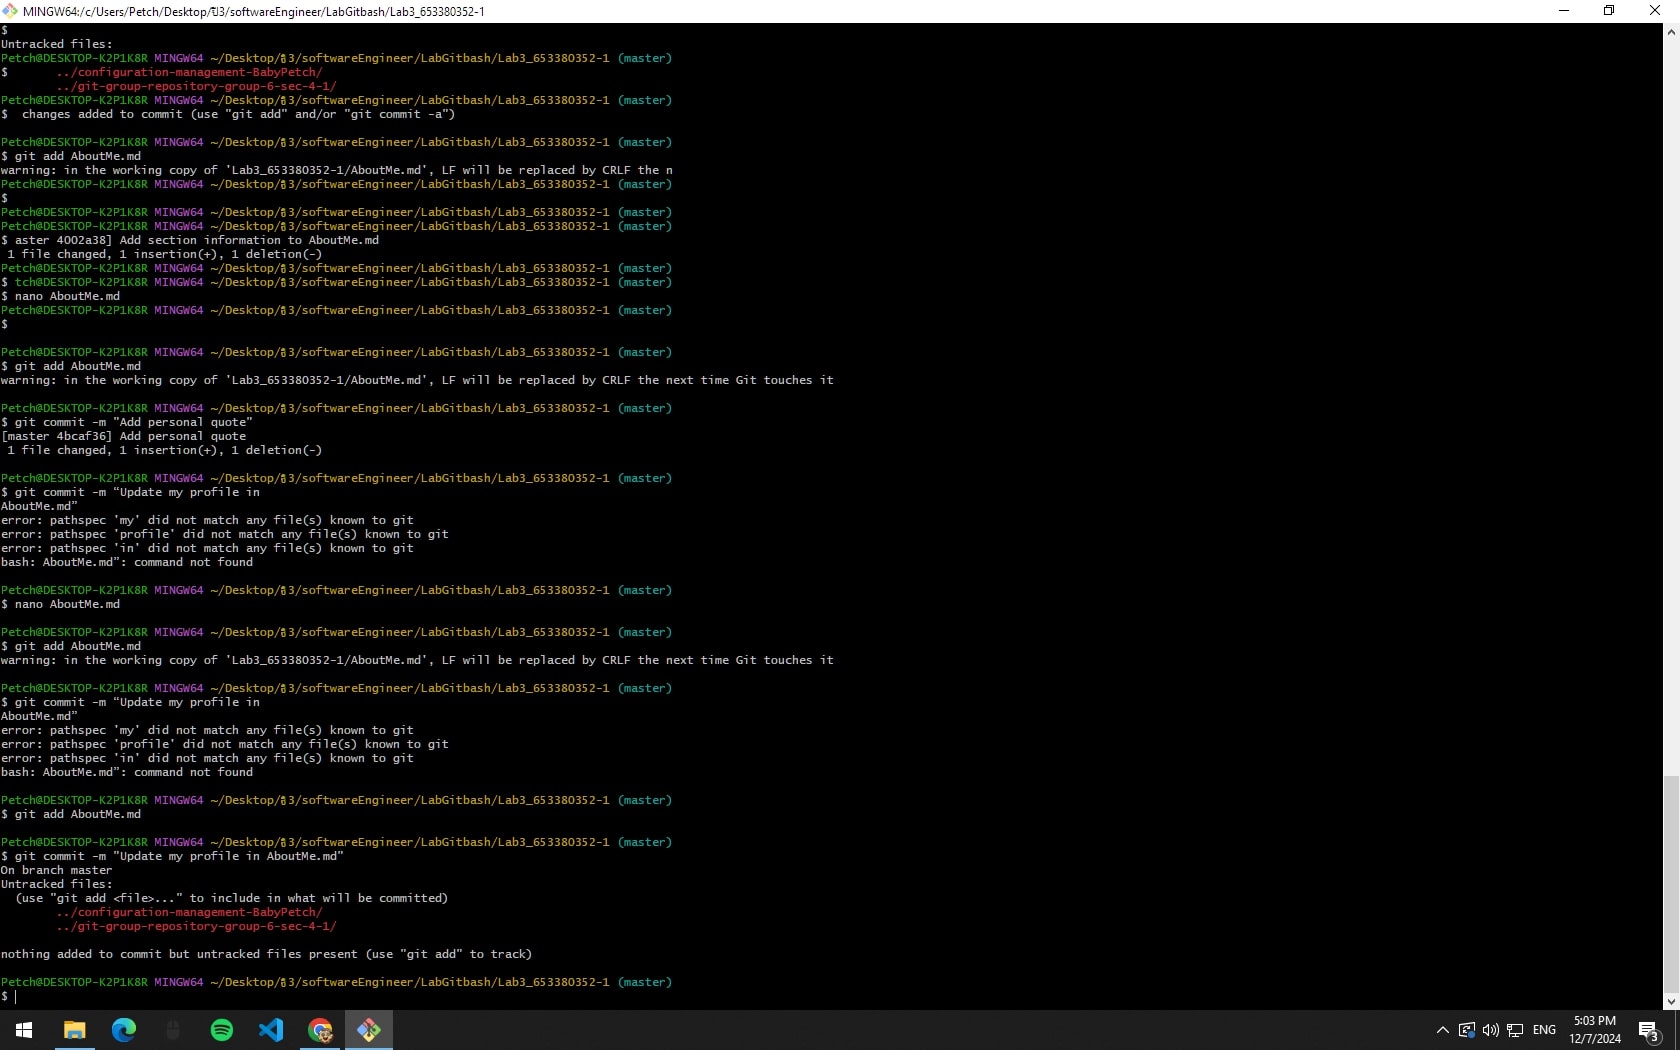 MINGW64:/c/Users/Petch/Desktop/ปี3/softwareEngineer/LabGitbash/Lab3_653380352-1
$
Untracked files:
Petch@DESKTOP-K2P1K8R MINGW64 ~/Desktop/ปี3/softwareEngineer/LabGitbash/Lab3_653380352-1 (master)
$       ../configuration-management-BabyPetch/
        ../git-group-repository-group-6-sec-4-1/
Petch@DESKTOP-K2P1K8R MINGW64 ~/Desktop/ปี3/softwareEngineer/LabGitbash/Lab3_653380352-1 (master)
$  changes added to commit (use "git add" and/or "git commit -a")
Petch@DESKTOP-K2P1K8R MINGW64 ~/Desktop/ปี3/softwareEngineer/LabGitbash/Lab3_653380352-1 (master)
$ git add AboutMe.md
warning: in the working copy of 'Lab3_653380352-1/AboutMe.md', LF will be replaced by CRLF the n
Petch@DESKTOP-K2P1K8R MINGW64 ~/Desktop/ปี3/softwareEngineer/LabGitbash/Lab3_653380352-1 (master)
$
Petch@DESKTOP-K2P1K8R MINGW64 ~/Desktop/ปี3/softwareEngineer/LabGitbash/Lab3_653380352-1 (master)
Petch@DESKTOP-K2P1K8R MINGW64 ~/Desktop/ปี3/softwareEngineer/LabGitbash/Lab3_653380352-1 (master)
$ aster 4002a38] Add section information to AboutMe.md
 1 file changed, 1 insertion(+), 1 deletion(-)
Petch@DESKTOP-K2P1K8R MINGW64 ~/Desktop/ปี3/softwareEngineer/LabGitbash/Lab3_653380352-1 (master)
$ tch@DESKTOP-K2P1K8R MINGW64 ~/Desktop/ปี3/softwareEngineer/LabGitbash/Lab3_653380352-1 (master)
$ nano AboutMe.md
Petch@DESKTOP-K2P1K8R MINGW64 ~/Desktop/ปี3/softwareEngineer/LabGitbash/Lab3_653380352-1 (master)
$
Petch@DESKTOP-K2P1K8R MINGW64 ~/Desktop/ปี3/softwareEngineer/LabGitbash/Lab3_653380352-1 (master)
$ git add AboutMe.md
warning: in the working copy of 'Lab3_653380352-1/AboutMe.md', LF will be replaced by CRLF the next time Git touches it
Petch@DESKTOP-K2P1K8R MINGW64 ~/Desktop/ปี3/softwareEngineer/LabGitbash/Lab3_653380352-1 (master)
$ git commit -m "Add personal quote"
[master 4bcaf36] Add personal quote
 1 file changed, 1 insertion(+), 1 deletion(-)
Petch@DESKTOP-K2P1K8R MINGW64 ~/Desktop/ปี3/softwareEngineer/LabGitbash/Lab3_653380352-1 (master)
$ git commit -m “Update my profile in
AboutMe.md”
error: pathspec 'my' did not match any file(s) known to git
error: pathspec 'profile' did not match any file(s) known to git
error: pathspec 'in' did not match any file(s) known to git
bash: AboutMe.md”: command not found
Petch@DESKTOP-K2P1K8R MINGW64 ~/Desktop/ปี3/softwareEngineer/LabGitbash/Lab3_653380352-1 (master)
$ nano AboutMe.md
Petch@DESKTOP-K2P1K8R MINGW64 ~/Desktop/ปี3/softwareEngineer/LabGitbash/Lab3_653380352-1 (master)
$ git add AboutMe.md
warning: in the working copy of 'Lab3_653380352-1/AboutMe.md', LF will be replaced by CRLF the next time Git touches it
Petch@DESKTOP-K2P1K8R MINGW64 ~/Desktop/ปี3/softwareEngineer/LabGitbash/Lab3_653380352-1 (master)
$ git commit -m “Update my profile in
AboutMe.md”
error: pathspec 'my' did not match any file(s) known to git
error: pathspec 'profile' did not match any file(s) known to git
error: pathspec 'in' did not match any file(s) known to git
bash: AboutMe.md”: command not found
Petch@DESKTOP-K2P1K8R MINGW64 ~/Desktop/ปี3/softwareEngineer/LabGitbash/Lab3_653380352-1 (master)
$ git add AboutMe.md
Petch@DESKTOP-K2P1K8R MINGW64 ~/Desktop/ปี3/softwareEngineer/LabGitbash/Lab3_653380352-1 (master)
$ git commit -m "Update my profile in AboutMe.md"
On branch master
Untracked files:
  (use "git add <file>..." to include in what will be committed)
        ../configuration-management-BabyPetch/
        ../git-group-repository-group-6-sec-4-1/
nothing added to commit but untracked files present (use "git add" to track)
Petch@DESKTOP-K2P1K8R MINGW64 ~/Desktop/ปี3/softwareEngineer/LabGitbash/Lab3_653380352-1 (master)
$
ENG
5:03 PM
12/7/2024
3